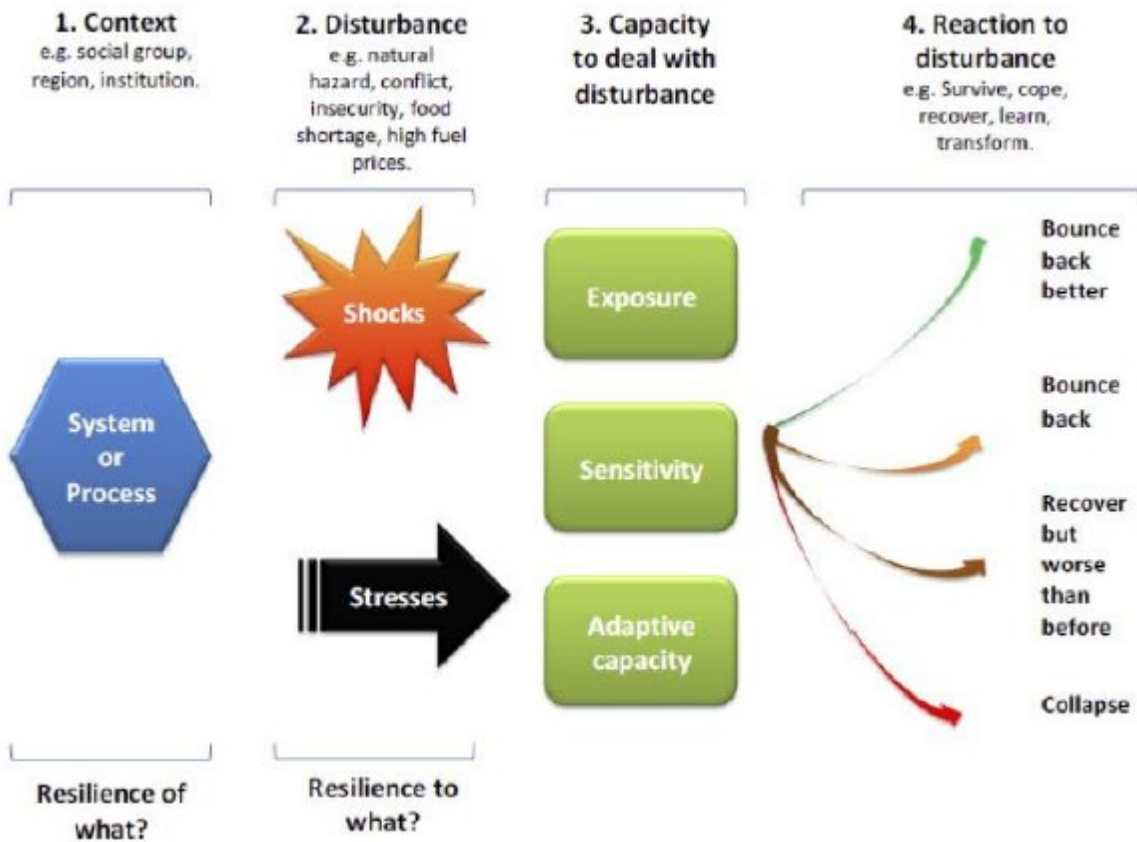 1. Context
e.g. social group,
region, institution.
2. Disturbance
e.g. natural
hazard, conflict,
insecurity, food
shortage, high fuel
prices.
3. Capacity
to deal with
disturbance
4. Reaction to
disturbance
e.g. Survive, cope,
recover, learn,
transform.
System
or
Process
Shocks
Stresses
Exposure
Sensitivity
Adaptive
capacity
Bounce
back
better
Bounce
back
Recover
but
worse
than
before
Collapse
Resilience of
what?
Resilience to
what?